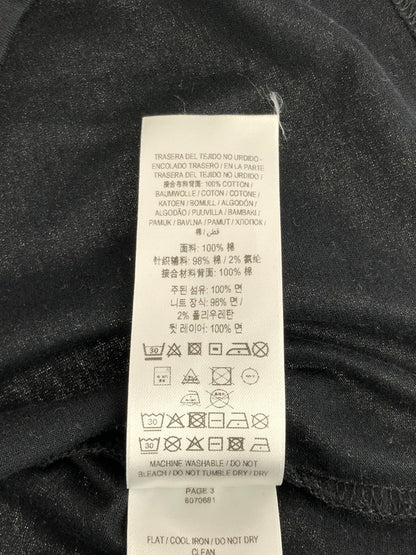 TRASERA DEL TEJIDO NO URDIDO -
ENCOLADO TRASERO / EN LA PARTE
TRASERA DEL TEJIDO NO URDIDO /
接合布料背面: 100% COTTON /
BAUMWOLLE / COTON / COTONE /
KATOEN / BOMULL / ALGODÓN /
ALGODÃO / PUUVILLA / BAMBAKI /
PAMUK / BAVLNA / PAMUT / ХЛОПОК /
棉 / قطن /
面料: 100% 棉
针织辅料: 98% 棉 / 2% 氨纶
接合材料背面: 100% 棉
주된 섬유: 100% 면
니트 장식: 98% 면 /
2% 폴리우레탄
뒷 레이어: 100% 면
30
30
30
MACHINE WASHABLE / DO NOT
BLEACH / DO NOT TUMBLE DRY / DRY
PAGE 3
8070681
FLAT / COOL IRON / DO NOT DRY
CLEAN